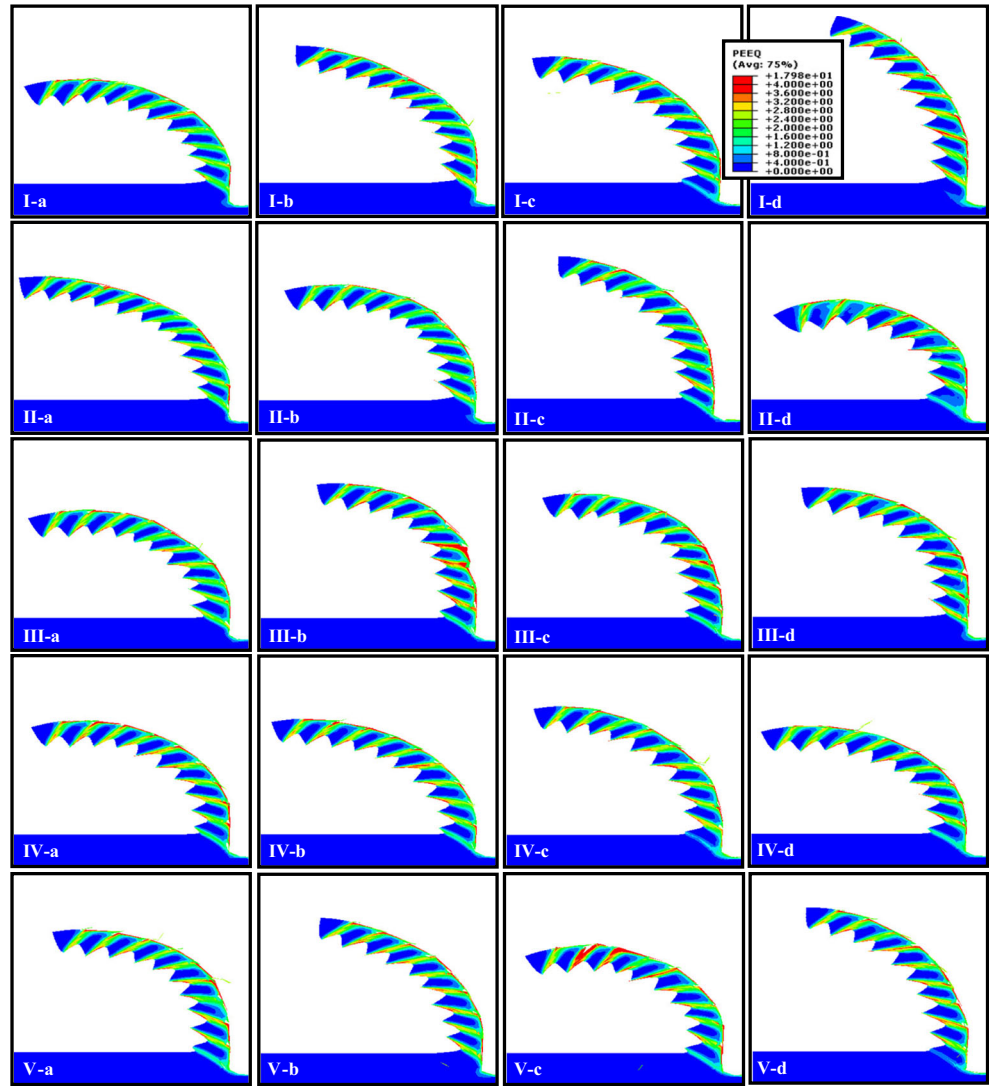 I-a
I-b
I-c
I-d
PEEQ
(Avg: 75%)
+1.798e+01
+4.000e+00
+3.600e+00
+3.200e+00
+2.800e+00
+2.400e+00
+2.000e+00
+1.600e+00
+1.200e+00
+8.000e-01
+4.000e-01
+0.000e+00
II-a
II-b
II-c
II-d
III-a
III-b
III-c
III-d
IV-a
IV-b
IV-c
IV-d
V-a
V-b
V-c
V-d